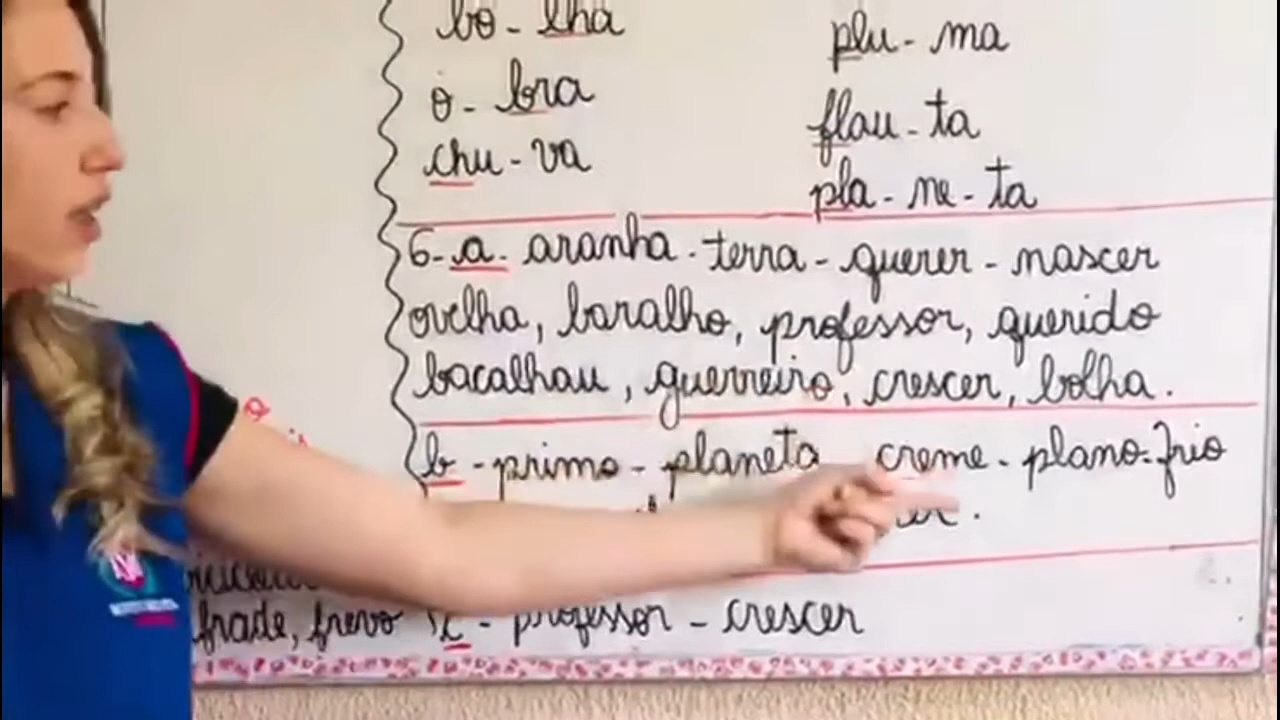 bo - lha
o - bra
chu - va
plu - ma
flau - ta
pla - ne - ta
6- a. aranha - terra - querer - nascer
ovelha, baralho, professor, querido
bacalhau, guerreiro, crescer, bolha.
b - primo - planeta creme - plano - frio
frade, frevo
c - professor - crescer